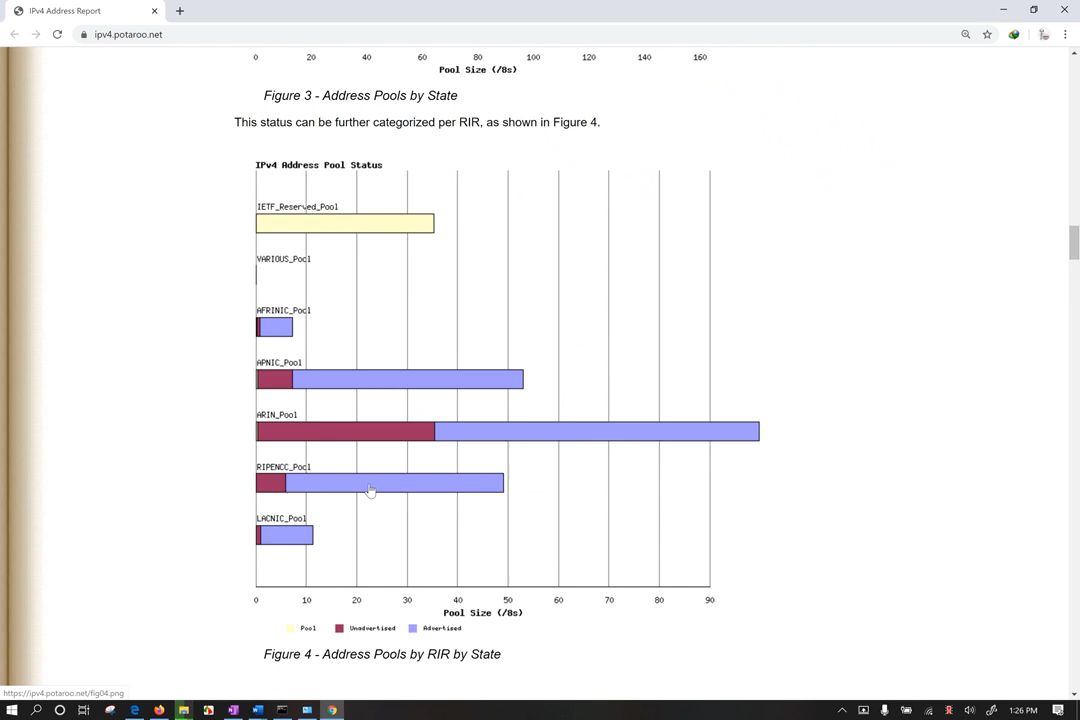 IPv4 Address Report
ipv4.potaroo.net
0 20 40 60 80 100 120 140 160
Pool Size (/8s)
Figure 3 - Address Pools by State
This status can be further categorized per RIR, as shown in Figure 4.
IPv4 Address Pool Status
IETF_Reserved_Pool
VARIOUS_Pool
AFRINIC_Pool
APNIC_Pool
ARIN_Pool
RIPENCC_Pool
LACNIC_Pool
0 10 20 30 40 50 60 70 80 90
Pool Size (/8s)
Pool Unadvertised Advertised
Figure 4 - Address Pools by RIR by State
https://ipv4.potaroo.net/fig04.png
1:26 PM